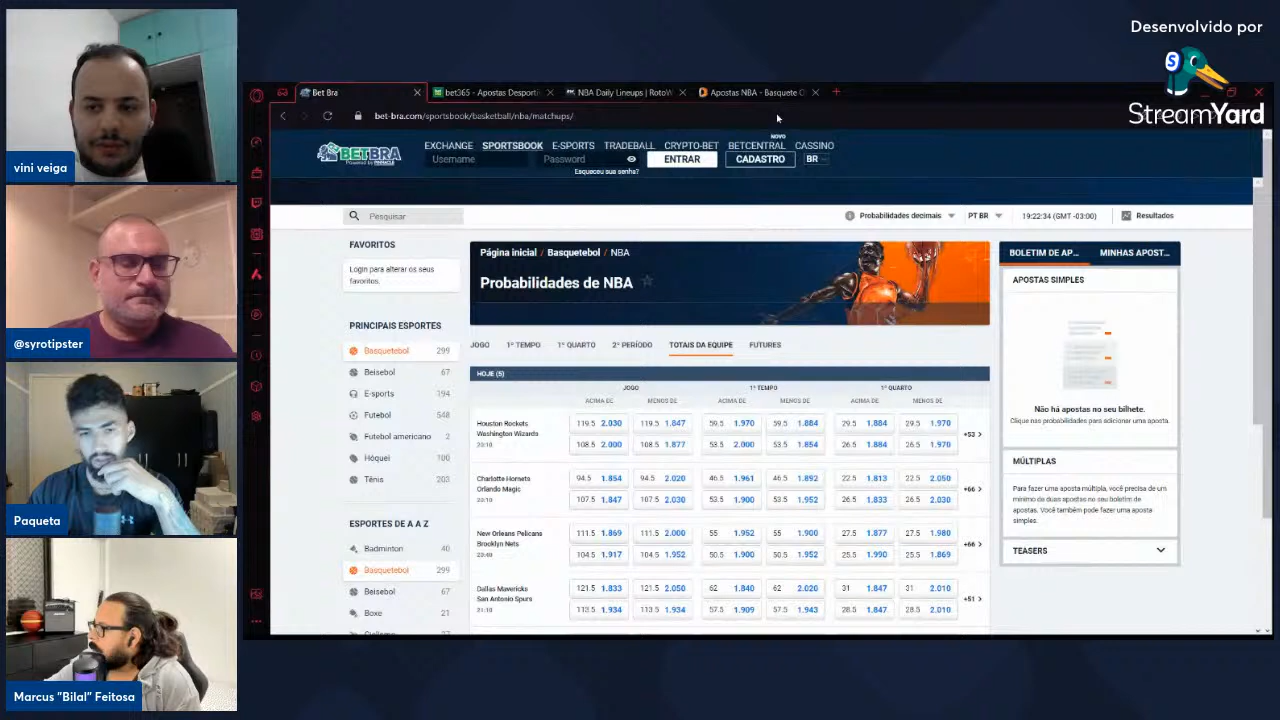 Desenvolvido por
StreamYard
vini veiga
@syrotipster
Paqueta
Marcus "Bilal" Feitosa
Bet Bra
bet365 - Apostas Desporti
NBA Daily Lineups | RotoW
Apostas NBA - Basquete O
bet-bra.com/sportsbook/basketball/nba/matchups/
BETBRA
Powered by PINNACLE
EXCHANGE SPORTSBOOK E-SPORTS TRADEBALL CRYPTO-BET BETCENTRAL CASSINO
NOVO
Username Password ENTRAR CADASTRO BR
Esqueceu sua senha?
Pesquisar
Probabilidades decimais PT BR 19:22:34 (GMT -03:00) Resultados
FAVORITOS
Login para alterar os seus
favoritos.
PRINCIPAIS ESPORTES
Basquetebol 299
Beisebol 67
E-sports 194
Futebol 548
Futebol americano 2
Hóquei 100
Tênis 203
ESPORTES DE A A Z
Badminton 40
Basquetebol 299
Beisebol 67
Boxe 21
Página inicial / Basquetebol / NBA
Probabilidades de NBA
JOGO 1º TEMPO 1º QUARTO 2º PERÍODO TOTAIS DA EQUIPE FUTURES
HOJE (5)
JOGO 1º TEMPO 1º QUARTO
ACIMA DE MENOS DE ACIMA DE MENOS DE ACIMA DE MENOS DE
Houston Rockets 119.5 2.030 119.5 1.847 59.5 1.970 59.5 1.884 29.5 1.884 29.5 1.970
Washington Wizards 108.5 2.000 108.5 1.877 53.5 2.000 53.5 1.854 26.5 1.884 26.5 1.970
20:10 +53
Charlotte Hornets 94.5 1.854 94.5 2.020 46.5 1.961 46.5 1.892 22.5 1.813 22.5 2.050
Orlando Magic 107.5 1.847 107.5 2.030 53.5 1.900 53.5 1.952 26.5 1.833 26.5 2.030
20:10 +66
New Orleans Pelicans 111.5 1.869 111.5 2.000 55 1.952 55 1.900 27.5 1.877 27.5 1.980
Brooklyn Nets 104.5 1.917 104.5 1.952 50.5 1.900 50.5 1.952 25.5 1.990 25.5 1.869
20:40 +66
Dallas Mavericks 121.5 1.833 121.5 2.050 62 1.840 62 2.020 31 1.847 31 2.010
San Antonio Spurs 113.5 1.934 113.5 1.934 57.5 1.909 57.5 1.943 28.5 1.847 28.5 2.010
21:10 +51
BOLETIM DE AP... MINHAS APOST...
APOSTAS SIMPLES
Não há apostas no seu bilhete.
Clique nas probabilidades para adicionar uma aposta.
MÚLTIPLAS
Para fazer uma aposta múltipla, você precisa de um
mínimo de duas apostas no seu boletim de
apostas. Você também pode fazer uma aposta
simples.
TEASERS